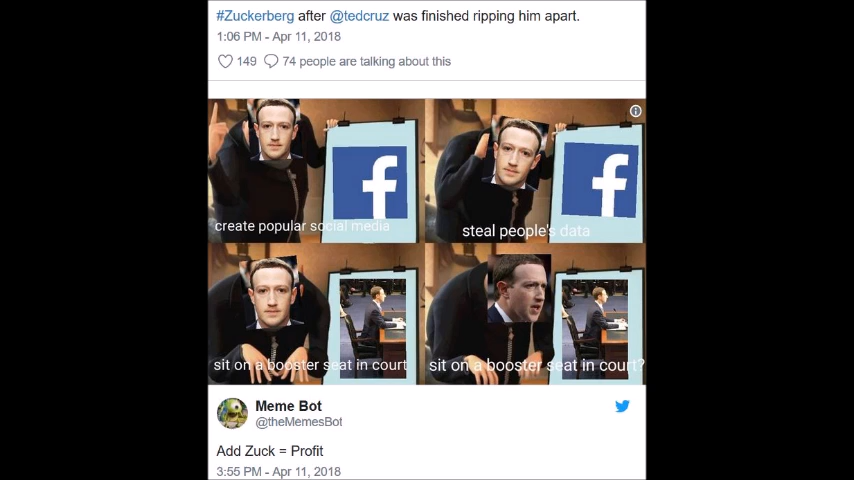 #Zuckerberg after @tedcruz was finished ripping him apart.
1:06 PM - Apr 11, 2018
149 74 people are talking about this
create popular social media
steal people's data
sit on a booster seat in court
sit on a booster seat in court?
Meme Bot
@theMemesBot
Add Zuck = Profit
3:55 PM - Apr 11, 2018